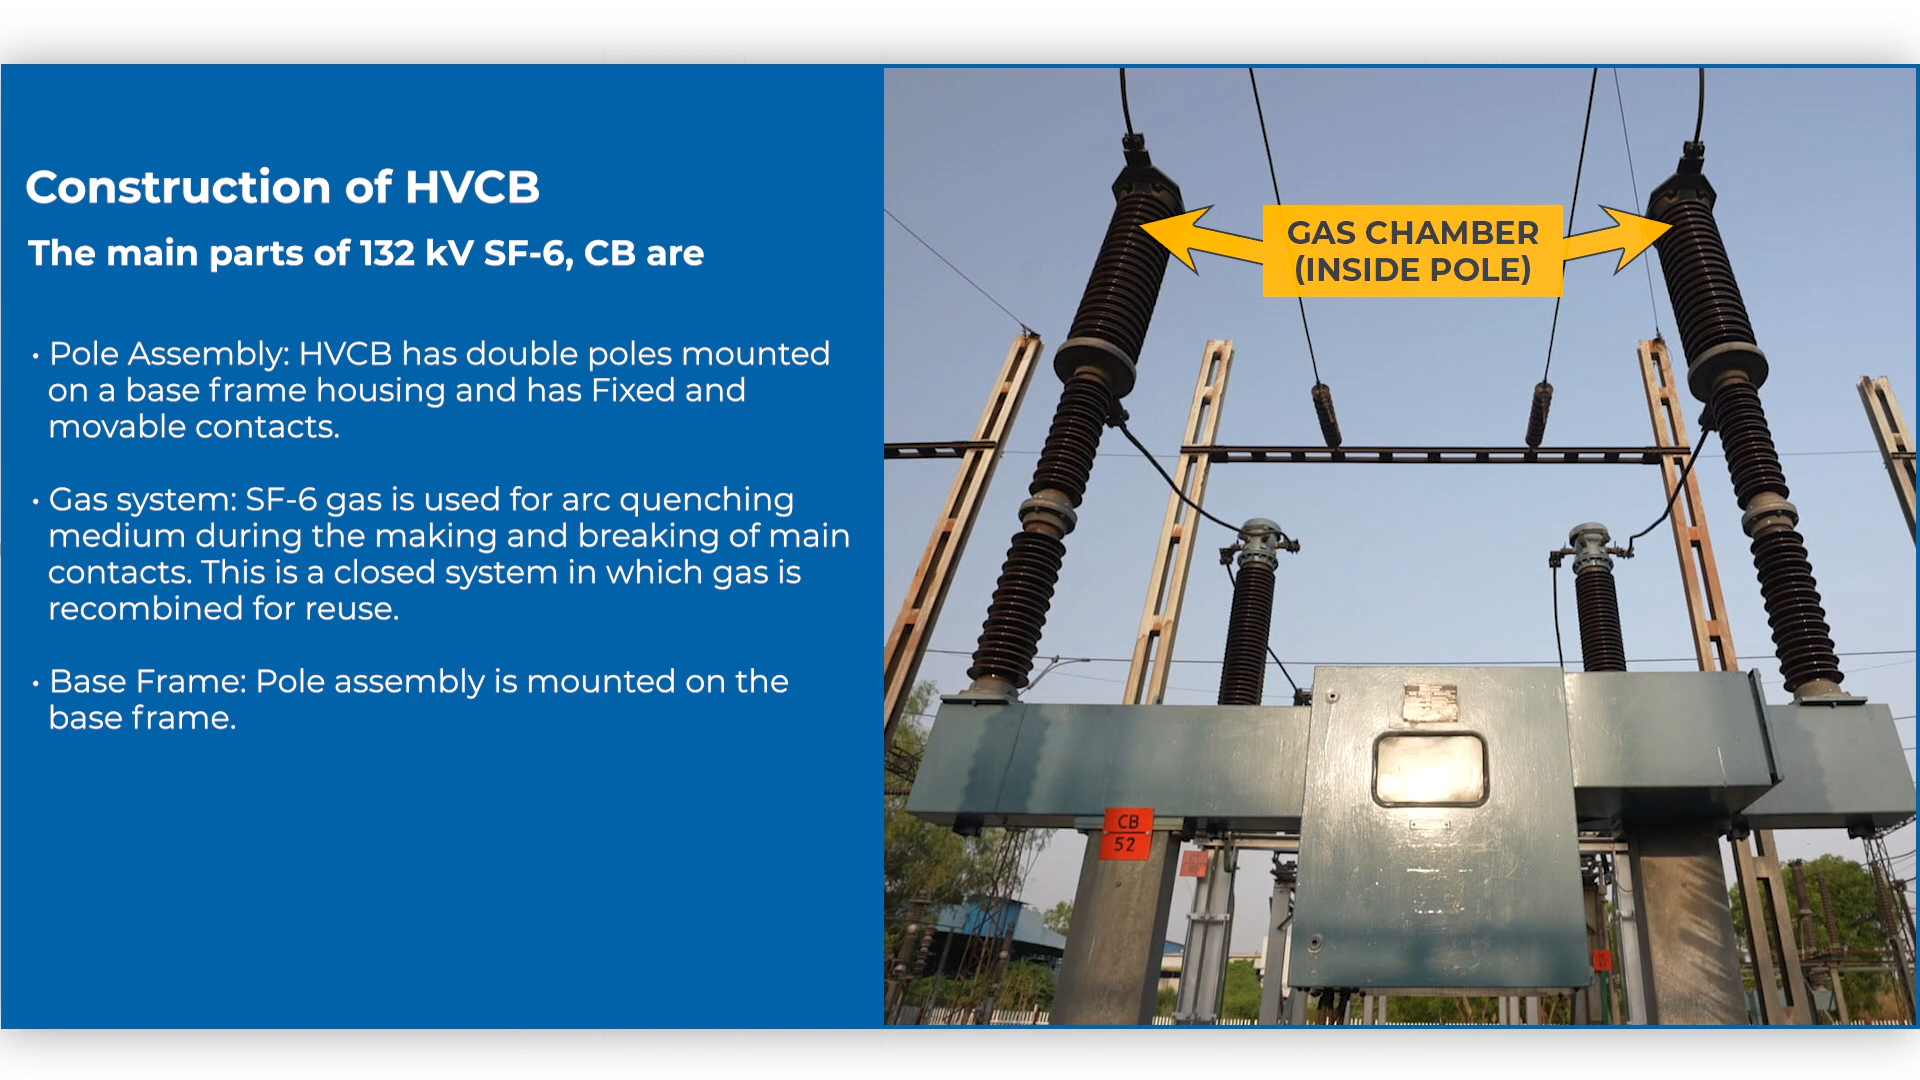 Construction of HVCB
The main parts of 132 kV SF-6, CB are
• Pole Assembly: HVCB has double poles mounted
on a base frame housing and has Fixed and
movable contacts.
• Gas system: SF-6 gas is used for arc quenching
medium during the making and breaking of main
contacts. This is a closed system in which gas is
recombined for reuse.
• Base Frame: Pole assembly is mounted on the
base frame.
GAS CHAMBER
(INSIDE POLE)
CB
52